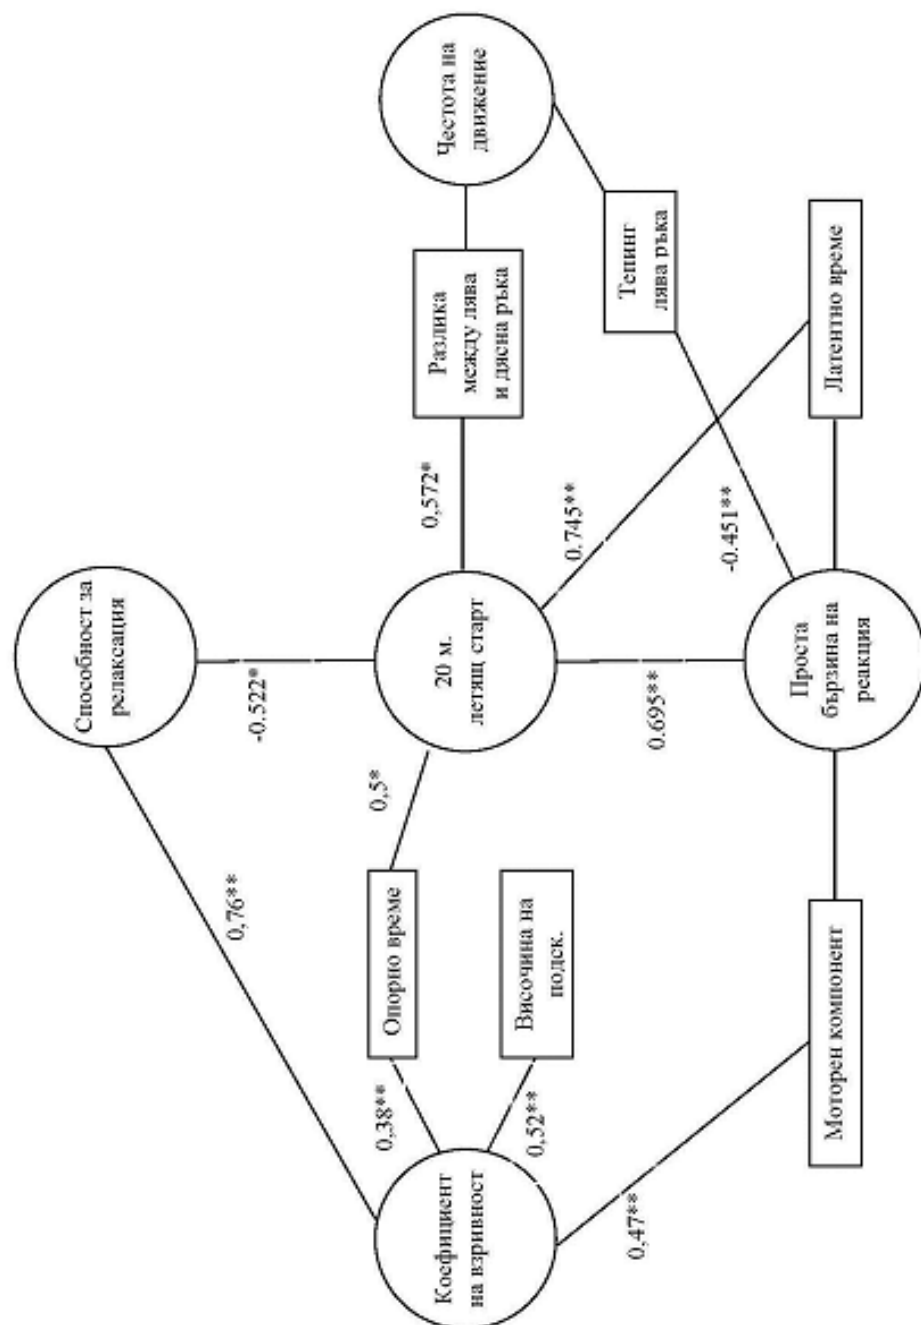 Способност за
релаксация
0,76**
-0.522*
Коефициент
на взривност
0,38**
Опорно време
0,5*
20 м.
летящ старт
0,572*
Разлика
между лява
и дясна ръка
Честота на
движение
0,52**
Височина на
подск.
0,47**
0.695**
0.745**
-0.451**
Тепинг
лява ръка
Моторен компонент
Проста
бързина на
реакция
Латентно време